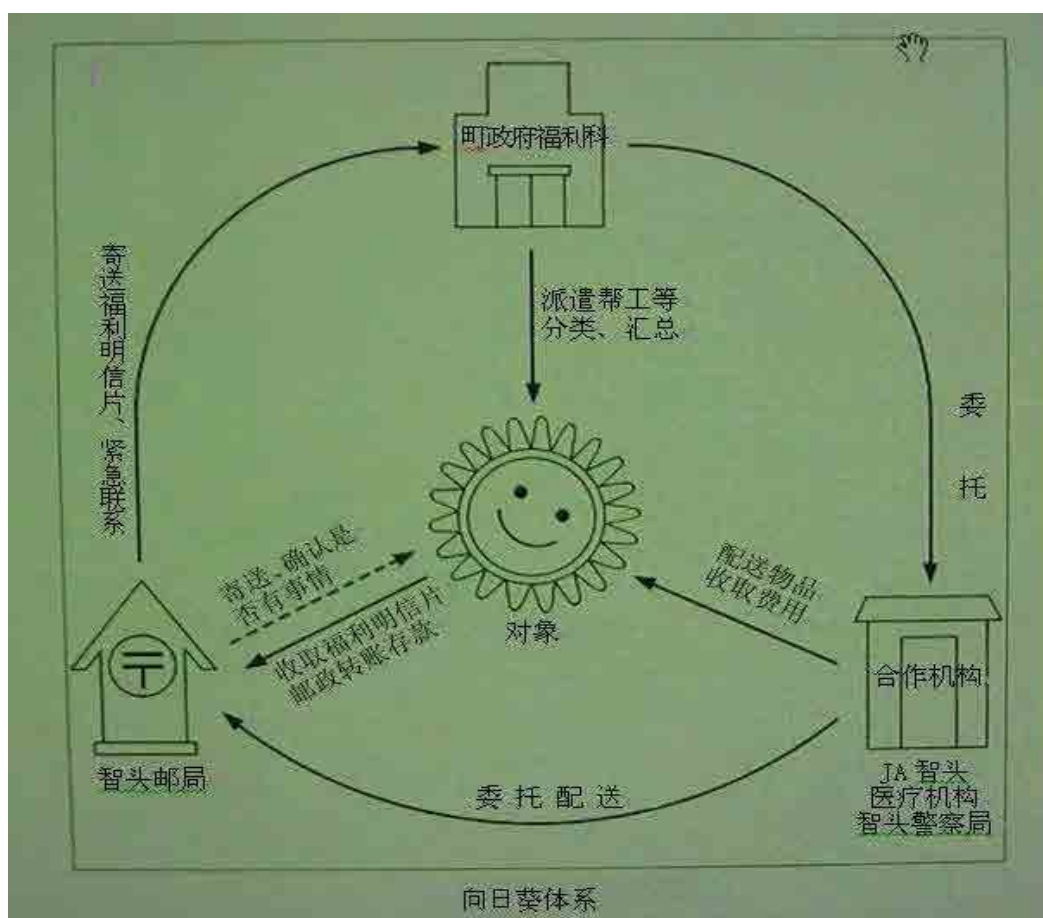 町政府福利科
寄送福利明信片、紧急联系
派遣帮工等
分类、汇总
委托
寄送、确认是
否有事情
收取福利明信片
邮政转账存款
对象
配送物品
收取费用
合作机构
智头邮局
委托配送
JA 智头
医疗机构
智头警察局
向日葵体系